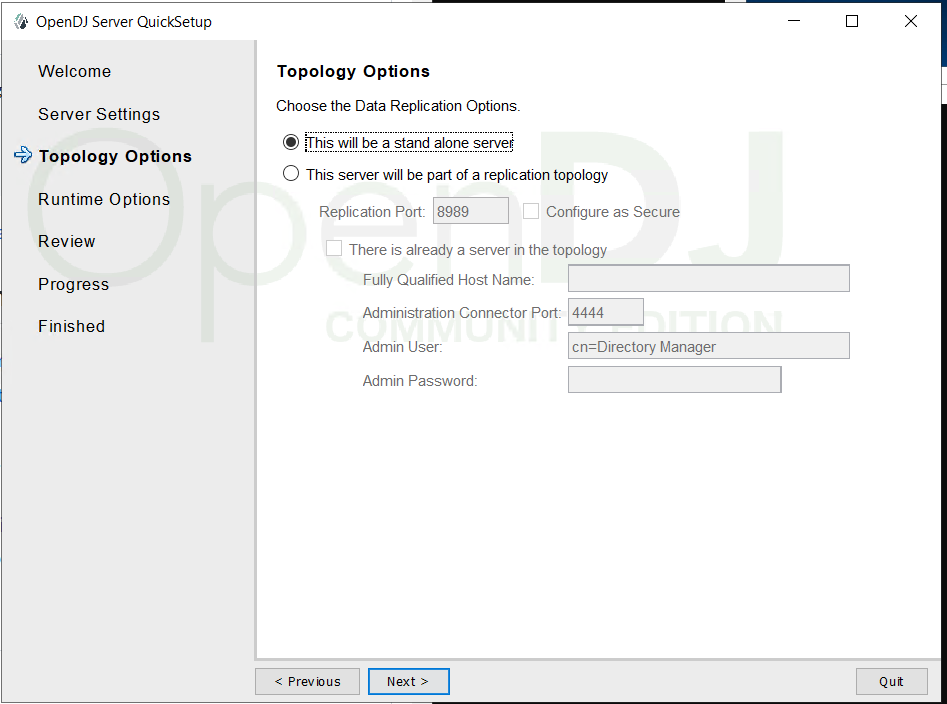 OpenDJ Server QuickSetup
Welcome
Server Settings
Topology Options
Runtime Options
Review
Progress
Finished
Topology Options
Choose the Data Replication Options.
This will be a stand alone server
This server will be part of a replication topology
Replication Port: 8989 Configure as Secure
There is already a server in the topology
Fully Qualified Host Name:
Administration Connector Port: 4444
Admin User: cn=Directory Manager
Admin Password:
OpenDJ
COMMUNITY EDITION
< Previous Next > Quit